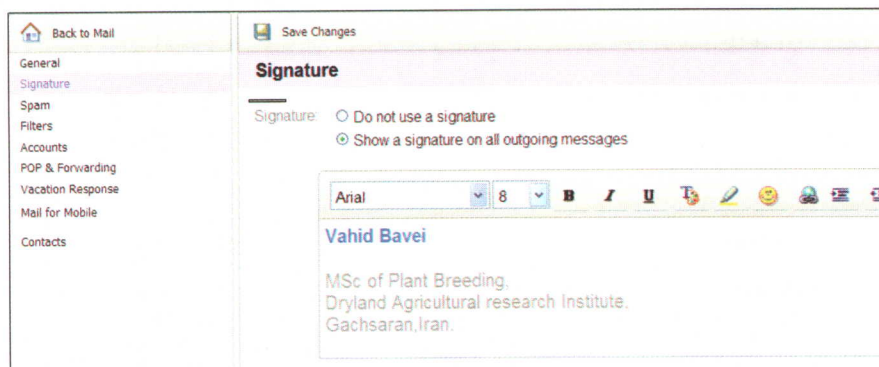 Back to Mail
Save Changes
General
Signature
Spam
Filters
Accounts
POP & Forwarding
Vacation Response
Mail for Mobile
Contacts
Signature
Signature: Do not use a signature
Show a signature on all outgoing messages
Arial 8 B I U
Vahid Bavei
MSc of Plant Breeding,
Dryland Agricultural research Institute.
Gachsaran,Iran.